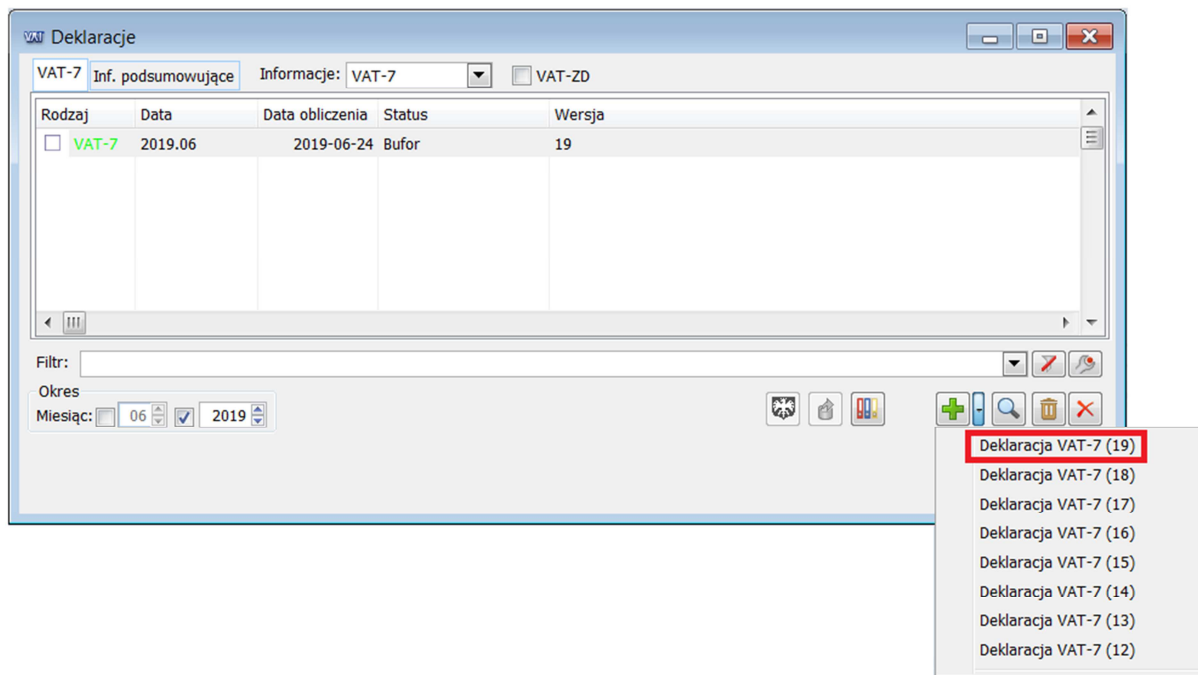 VAT Deklaracje
VAT-7 Inf. podsumowujące Informacje: VAT-7 VAT-ZD
Rodzaj Data Data obliczenia Status Wersja
VAT-7 2019.06 2019-06-24 Bufor 19
Filtr:
Okres
Miesiąc: 06 2019
Deklaracja VAT-7 (19)
Deklaracja VAT-7 (18)
Deklaracja VAT-7 (17)
Deklaracja VAT-7 (16)
Deklaracja VAT-7 (15)
Deklaracja VAT-7 (14)
Deklaracja VAT-7 (13)
Deklaracja VAT-7 (12)